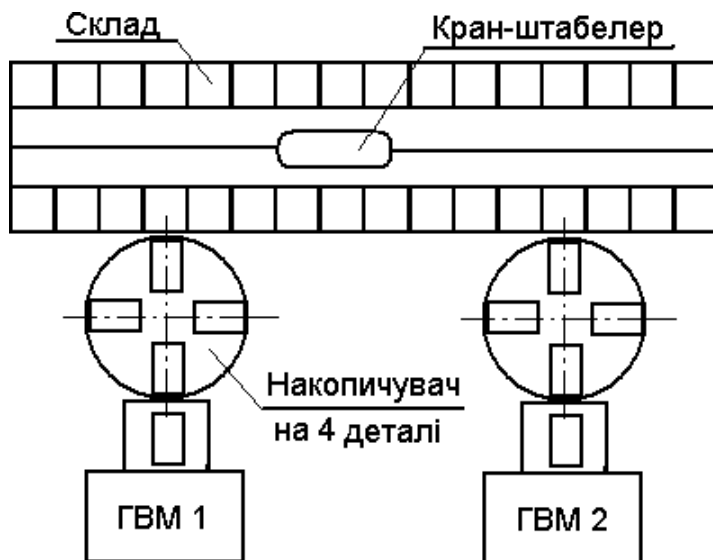 Склад
Кран-штабелер
Накопичувач
на 4 деталі
ГВМ 1
ГВМ 2